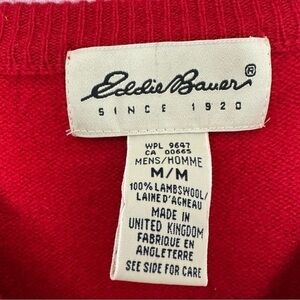 Eddie Bauer®
SINCE 1920
WPL 9647
CA 00665
MENS/HOMME
M/M
100% LAMBSWOOL/
LAINE D'AGNEAU
MADE IN
UNITED KINGDOM
FABRIQUE EN
ANGLETERRE
SEE SIDE FOR CARE